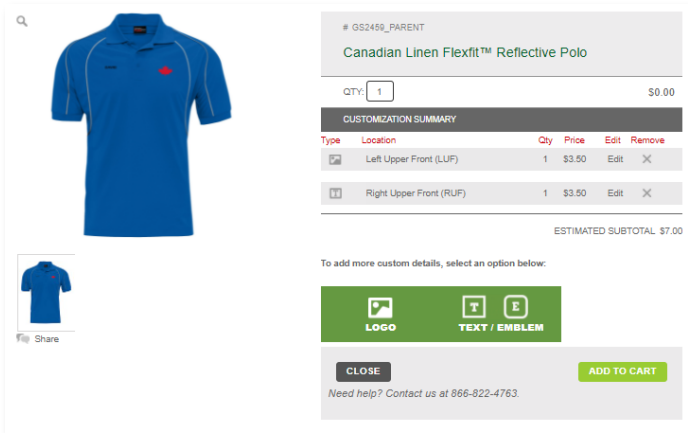 # GS2459_PARENT
Canadian Linen Flexfit™ Reflective Polo
QTY: 1 $0.00
CUSTOMIZATION SUMMARY
Type Location Qty Price Edit Remove
Left Upper Front (LUF) 1 $3.50 Edit
T Right Upper Front (RUF) 1 $3.50 Edit
ESTIMATED SUBTOTAL $7.00
To add more custom details, select an option below:
T E
LOGO TEXT / EMBLEM
Share
CLOSE ADD TO CART
Need help? Contact us at 866-822-4763.